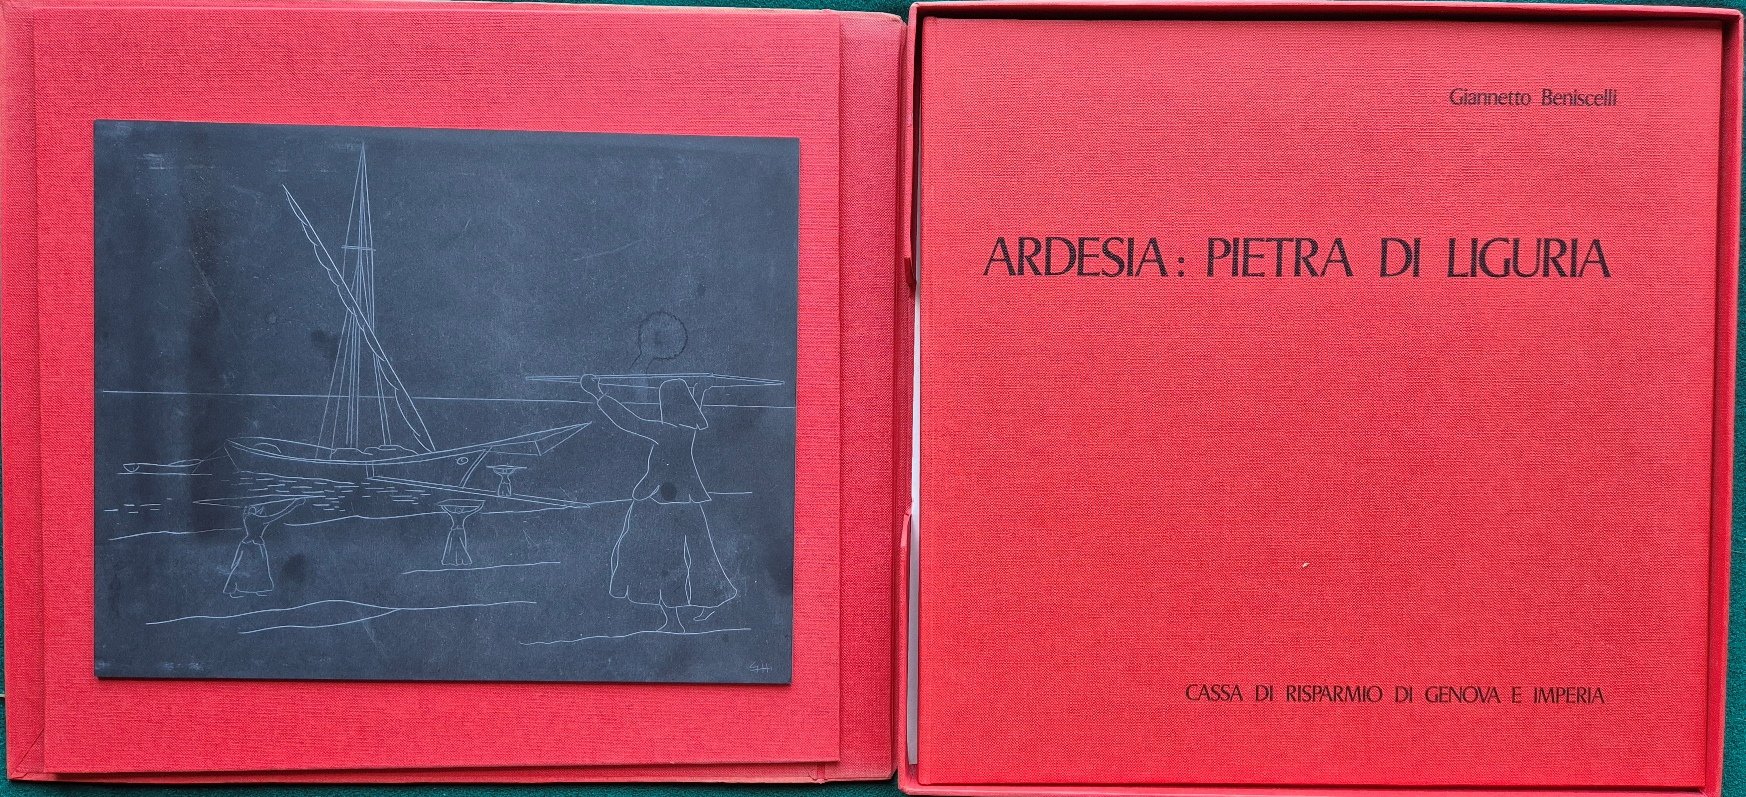 Giannetto Beniscelli
ARDESIA: PIETRA DI LIGURIA
CASSA DI RISPARMIO DI GENOVA E IMPERIA